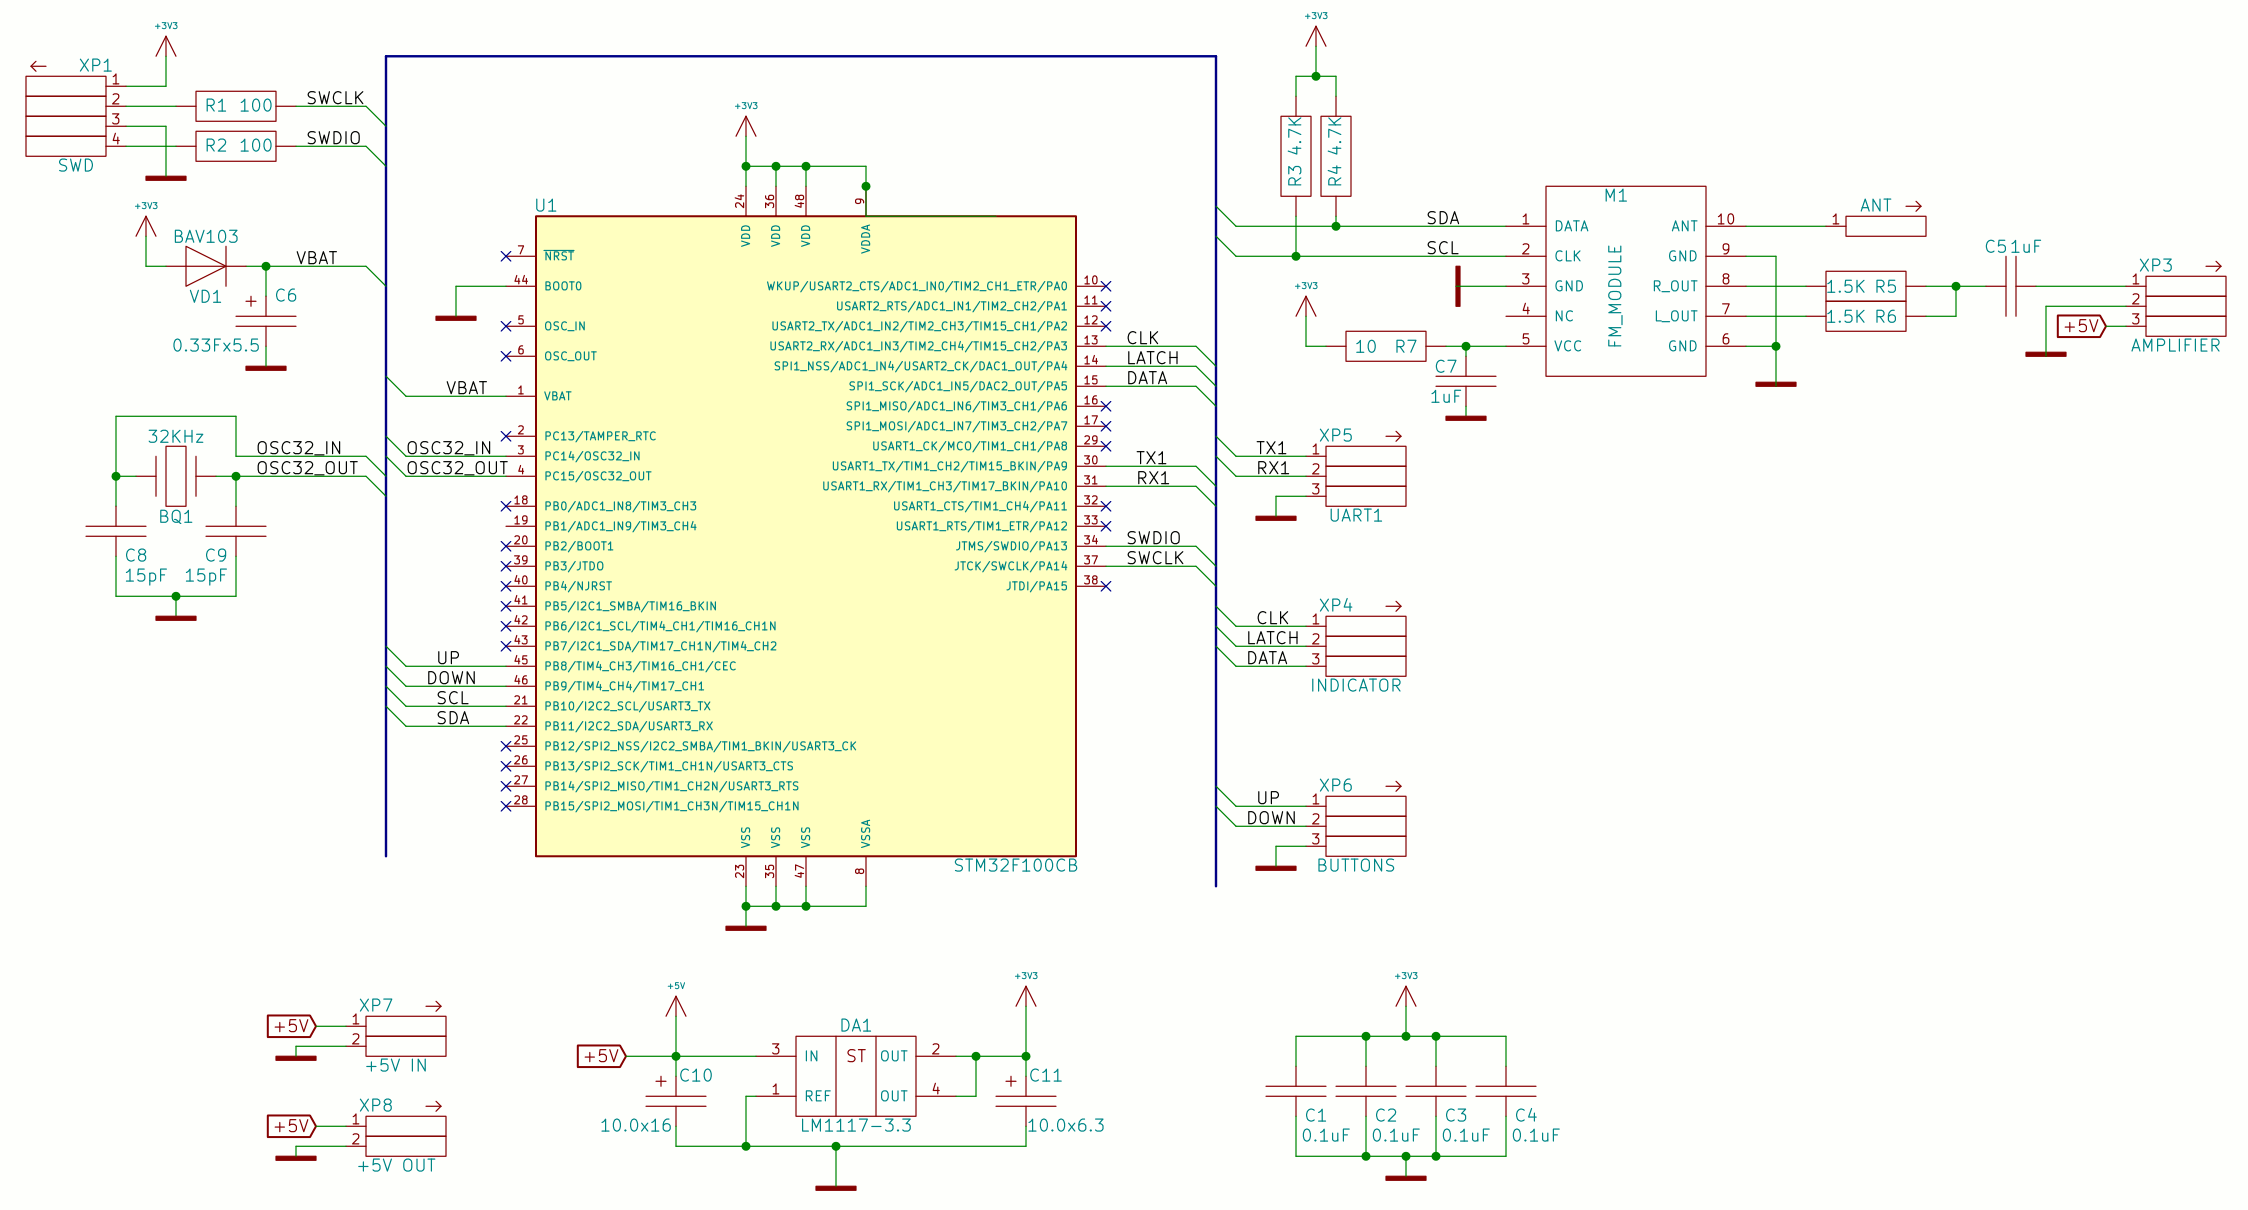 +3V3
XP1
1
2
3
4
SWD
R1 100
R2 100
SWCLK
SWDIO
+3V3
BAV103
VD1
VBAT
+
C6
0.33Fx5.5
32KHz
BQ1
OSC32_IN
OSC32_OUT
C8
15pF
C9
15pF
VBAT
OSC32_IN
OSC32_OUT
UP
DOWN
SCL
SDA
+3V3
U1
24 VDD
36 VDD
48 VDD
9 VDDA
7 NRST
44 BOOT0
5 OSC_IN
6 OSC_OUT
1 VBAT
2 PC13/TAMPER_RTC
3 PC14/OSC32_IN
4 PC15/OSC32_OUT
18 PB0/ADC1_IN8/TIM3_CH3
19 PB1/ADC1_IN9/TIM3_CH4
20 PB2/BOOT1
39 PB3/JTDO
40 PB4/NJRST
41 PB5/I2C1_SMBA/TIM16_BKIN
42 PB6/I2C1_SCL/TIM4_CH1/TIM16_CH1N
43 PB7/I2C1_SDA/TIM17_CH1N/TIM4_CH2
45 PB8/TIM4_CH3/TIM16_CH1/CEC
46 PB9/TIM4_CH4/TIM17_CH1
21 PB10/I2C2_SCL/USART3_TX
22 PB11/I2C2_SDA/USART3_RX
25 PB12/SPI2_NSS/I2C2_SMBA/TIM1_BKIN/USART3_CK
26 PB13/SPI2_SCK/TIM1_CH1N/USART3_CTS
27 PB14/SPI2_MISO/TIM1_CH2N/USART3_RTS
28 PB15/SPI2_MOSI/TIM1_CH3N/TIM15_CH1N
WKUP/USART2_CTS/ADC1_IN0/TIM2_CH1_ETR/PA0 10
USART2_RTS/ADC1_IN1/TIM2_CH2/PA1 11
USART2_TX/ADC1_IN2/TIM2_CH3/TIM15_CH1/PA2 12
USART2_RX/ADC1_IN3/TIM2_CH4/TIM15_CH2/PA3 13
SPI1_NSS/ADC1_IN4/USART2_CK/DAC1_OUT/PA4 14
SPI1_SCK/ADC1_IN5/DAC2_OUT/PA5 15
SPI1_MISO/ADC1_IN6/TIM3_CH1/PA6 16
SPI1_MOSI/ADC1_IN7/TIM3_CH2/PA7 17
USART1_CK/MCO/TIM1_CH1/PA8 29
USART1_TX/TIM1_CH2/TIM15_BKIN/PA9 30
USART1_RX/TIM1_CH3/TIM17_BKIN/PA10 31
USART1_CTS/TIM1_CH4/PA11 32
USART1_RTS/TIM1_ETR/PA12 33
JTMS/SWDIO/PA13 34
JTCK/SWCLK/PA14 37
JTDI/PA15 38
VSS 23
VSS 35
VSS 47
VSSA 8
STM32F100CB
CLK
LATCH
DATA
TX1
RX1
SWDIO
SWCLK
+3V3
R3 4.7K
R4 4.7K
SDA
SCL
+3V3
10 R7
C7
1uF
M1
FM_MODULE
1 DATA
2 CLK
3 GND
4 NC
5 VCC
ANT 10
GND 9
R_OUT 8
L_OUT 7
GND 6
ANT
1
1.5K R5
1.5K R6
C5 1uF
XP3
1
2
3
+5V
AMPLIFIER
XP5
TX1 1
RX1 2
3
UART1
XP4
CLK 1
LATCH 2
DATA 3
INDICATOR
XP6
UP 1
DOWN 2
3
BUTTONS
XP7
+5V 1
2
+5V IN
XP8
+5V 1
2
+5V OUT
+5V
+5V
+
C10
10.0x16
DA1
3 IN
1 REF
ST
OUT 2
OUT 4
LM1117-3.3
+3V3
+
C11
10.0x6.3
+3V3
C1
0.1uF
C2
0.1uF
C3
0.1uF
C4
0.1uF